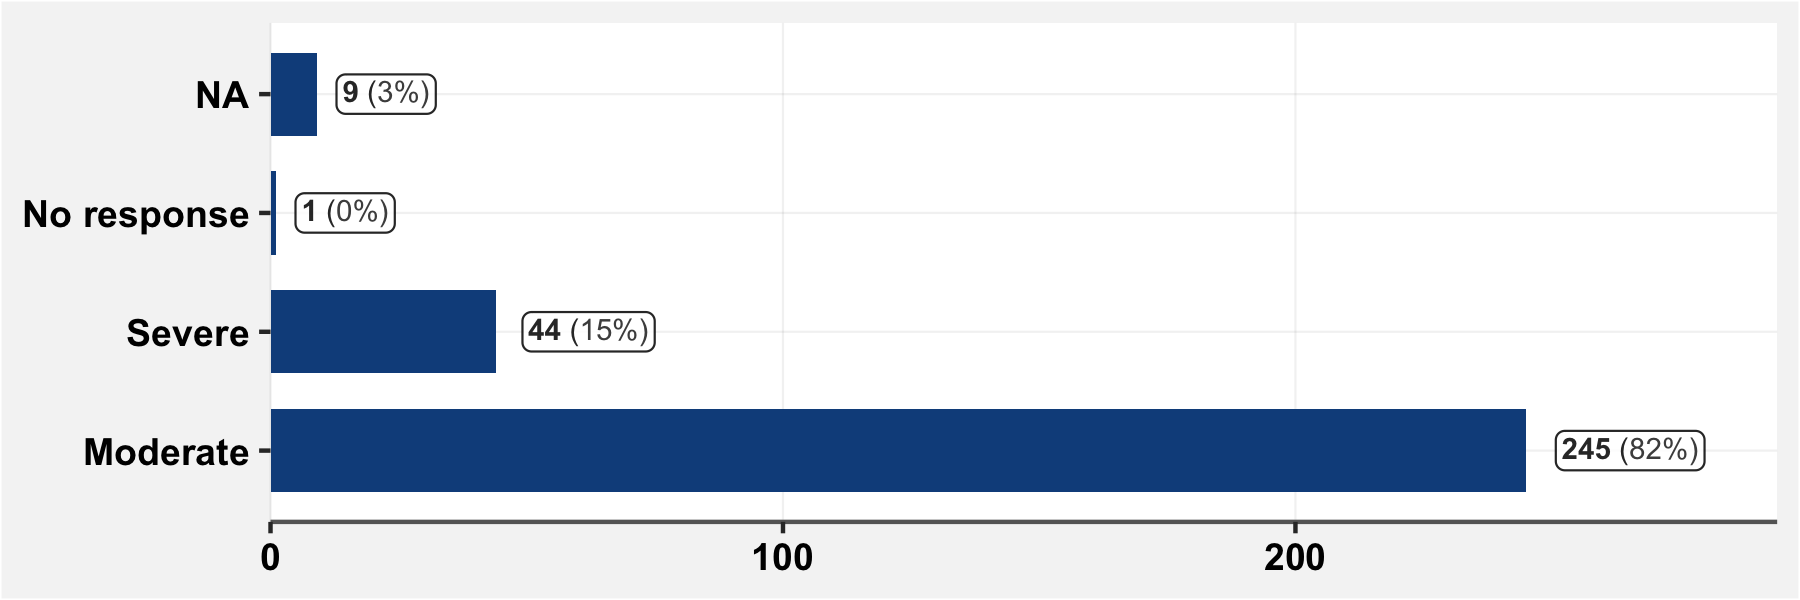 NA 9 (3%)
No response 1 (0%)
Severe 44 (15%)
Moderate 245 (82%)
0 100 200